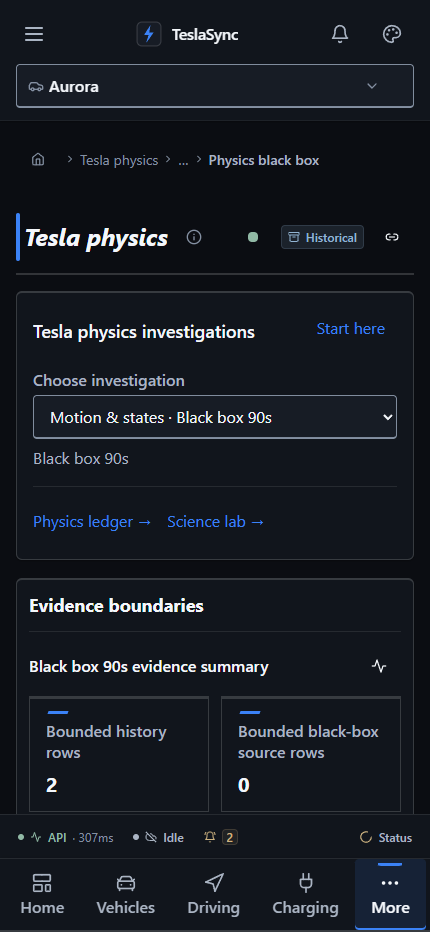 TeslaSync
Aurora
Tesla physics > ... > Physics black box
Tesla physics
Historical
Tesla physics investigations
Start here
Choose investigation
Motion & states · Black box 90s
Black box 90s
Physics ledger →
Science lab →
Evidence boundaries
Black box 90s evidence summary
Bounded history
rows
2
Bounded black-box
source rows
0
API · 307ms
Idle
2
Status
Home
Vehicles
Driving
Charging
More